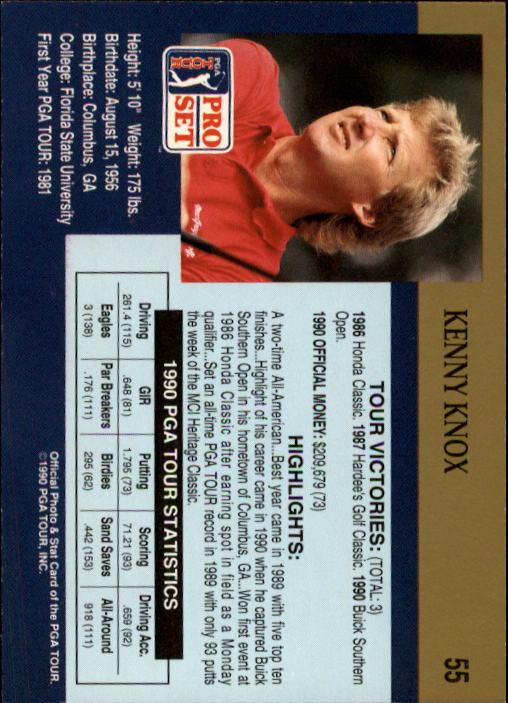 KENNY KNOX
55
PGA
TOUR
PRO
SET
Height: 5' 10" Weight: 175 lbs.
Birthdate: August 15, 1956
Birthplace: Columbus, GA
College: Florida State University
First Year PGA TOUR: 1981
TOUR VICTORIES: (TOTAL: 3)
1986 Honda Classic. 1987 Hardee's Golf Classic. 1990 Buick Southern
Open.
1990 OFFICIAL MONEY: $209,679 (73)
HIGHLIGHTS:
A two-time All-American...Best year came in 1989 with five top ten
finishes...Highlight of his career came in 1990 when he captured Buick
Southern Open in his hometown of Columbus, GA...Won first event at
1986 Honda Classic after earning spot in field as a Monday
qualifier...Set an all-time PGA TOUR record in 1989 with only 93 putts
the week of the MCI Heritage Classic.
1990 PGA TOUR STATISTICS
Driving GIR Putting Scoring Driving Acc.
261.4 (115) .648 (81) 1.795 (73) 71.21 (93) .659 (92)
Eagles Par Breakers Birdies Sand Saves All-Around
3 (138) .176 (111) 295 (62) .442 (153) 918 (111)
Official Photo & Stat Card of the PGA TOUR.
©1990 PGA TOUR, INC.